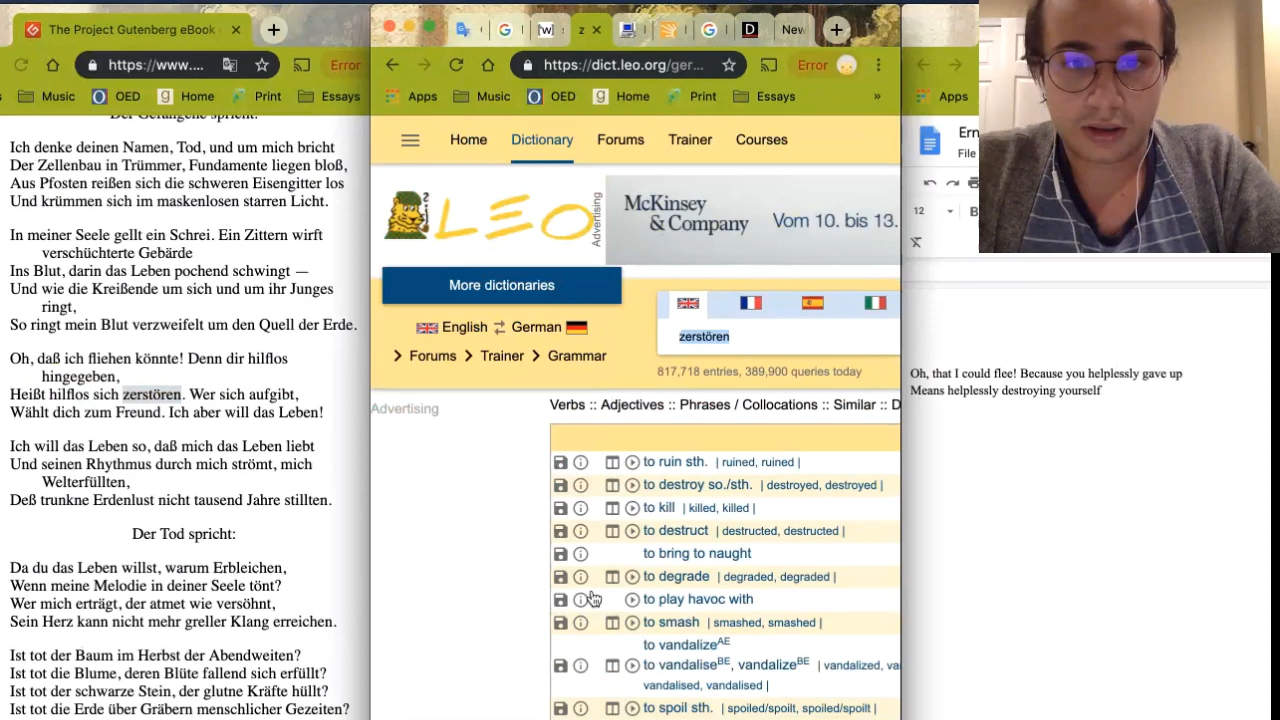 The Project Gutenberg eBook
https://www....
Error
Music
OED
Home
Print
Essays
Der Gefangene spricht:
Ich denke deinen Namen, Tod, und um mich bricht
Der Zellenbau in Trümmer, Fundamente liegen bloß,
Aus Pfosten reißen sich die schweren Eisengitter los
Und krümmen sich im maskenlosen starren Licht.
In meiner Seele gellt ein Schrei. Ein Zittern wirft
verschüchterte Gebärde
Ins Blut, darin das Leben pochend schwingt —
Und wie die Kreißende um sich und um ihr Junges
ringt,
So ringt mein Blut verzweifelt um den Quell der Erde.
Oh, daß ich fliehen könnte! Denn dir hilflos
hingegeben,
Heißt hilflos sich zerstören. Wer sich aufgibt,
Wählt dich zum Freund. Ich aber will das Leben!
Ich will das Leben so, daß mich das Leben liebt
Und seinen Rhythmus durch mich strömt, mich
Welterfüllten,
Deß trunkne Erdenlust nicht tausend Jahre stillten.
Der Tod spricht:
Da du das Leben willst, warum Erbleichen,
Wenn meine Melodie in deiner Seele tönt?
Wer mich erträgt, der atmet wie versöhnt,
Sein Herz kann nicht mehr greller Klang erreichen.
Ist tot der Baum im Herbst der Abendweiten?
Ist tot die Blume, deren Blüte fallend sich erfüllt?
Ist tot der schwarze Stein, der glutne Kräfte hüllt?
Ist tot die Erde über Gräbern menschlicher Gezeiten?
[w]
z
D
New
https://dict.leo.org/ger...
Error
Apps
Music
OED
Home
Print
Essays
»
Home
Dictionary
Forums
Trainer
Courses
LEO
Advertising
McKinsey
& Company
Vom 10. bis 13.
More dictionaries
English ⇄ German
Forums
Trainer
Grammar
zerstören
817,718 entries, 389,900 queries today
Advertising
Verbs :: Adjectives :: Phrases / Collocations :: Similar :: D
to ruin sth. | ruined, ruined |
to destroy so./sth. | destroyed, destroyed |
to kill | killed, killed |
to destruct | destructed, destructed |
to bring to naught
to degrade | degraded, degraded |
to play havoc with
to smash | smashed, smashed |
to vandalizeAE
to vandaliseBE, vandalizeBE | vandalized, va
vandalised, vandalised |
to spoil sth. | spoiled/spoilt, spoiled/spoilt |
Apps
Ern
File
12
B
Oh, that I could flee! Because you helplessly gave up
Means helplessly destroying yourself